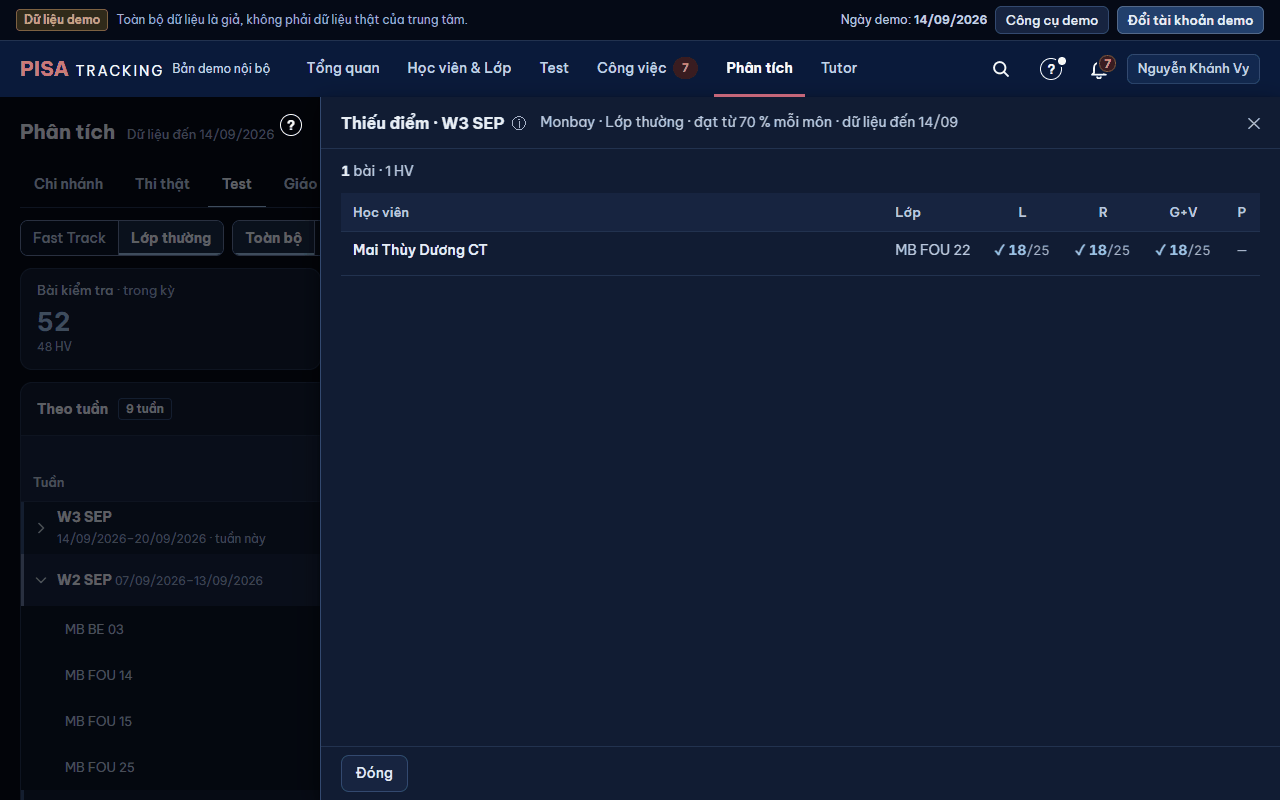 Dữ liệu demo Toàn bộ dữ liệu là giả, không phải dữ liệu thật của trung tâm. Ngày demo: 14/09/2026 Công cụ demo Đổi tài khoản demo
PISA TRACKING Bản demo nội bộ Tổng quan Học viên & Lớp Test Công việc 7 Phân tích Tutor ? 7 Nguyễn Khánh Vy
Phân tích Dữ liệu đến 14/09/2026 ?
Chi nhánh Thi thật Test Giáo
Fast Track Lớp thường Toàn bộ
Bài kiểm tra · trong kỳ
52
48 HV
Theo tuần 9 tuần
Tuần
W3 SEP
14/09/2026–20/09/2026 · tuần này
W2 SEP 07/09/2026–13/09/2026
MB BE 03
MB FOU 14
MB FOU 15
MB FOU 25
Thiếu điểm · W3 SEP ⓘ Monbay · Lớp thường · đạt từ 70 % mỗi môn · dữ liệu đến 14/09
1 bài · 1 HV
Học viên Lớp L R G+V P
Mai Thùy Dương CT MB FOU 22 ✓ 18/25 ✓ 18/25 ✓ 18/25 –
Đóng